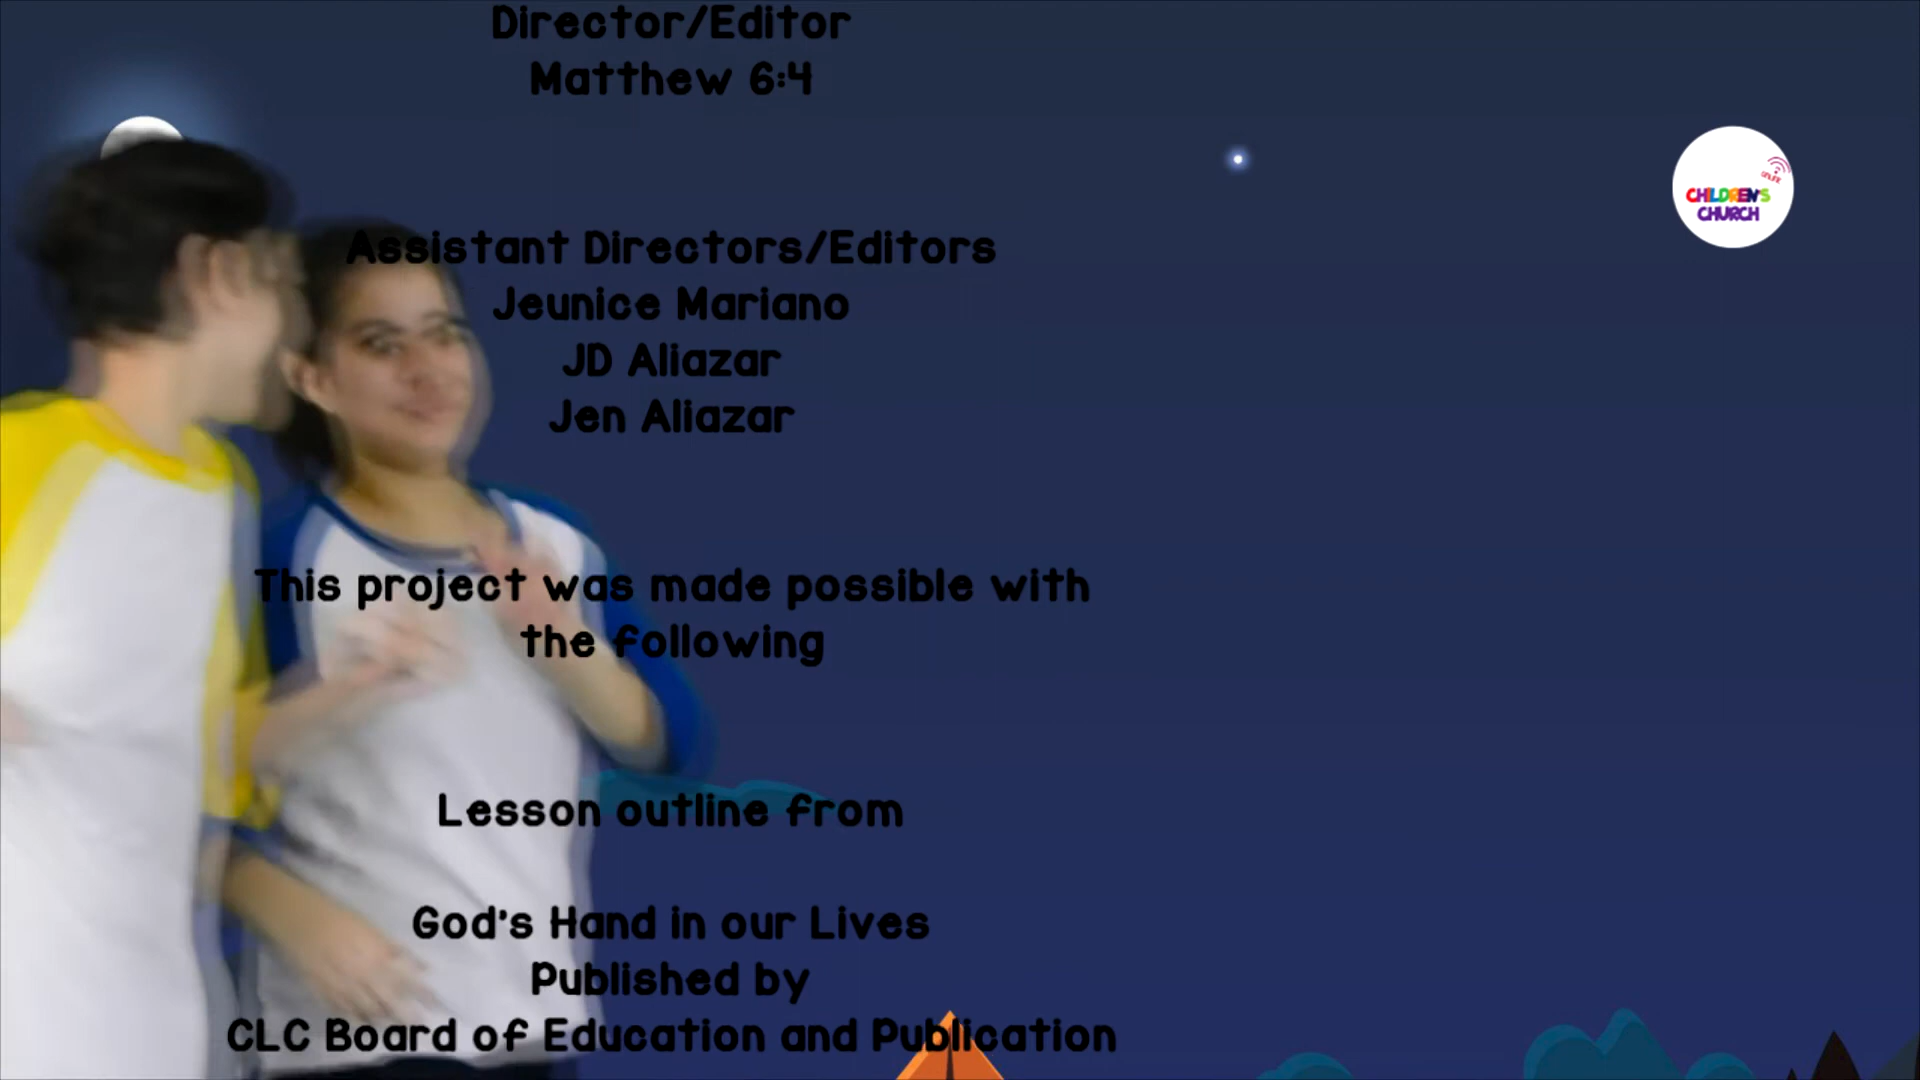 Director/Editor
Matthew 6:4
Assistant Directors/Editors
Jeunice Mariano
JD Aliazar
Jen Aliazar
This project was made possible with
the following
Lesson outline from
God's Hand in our Lives
Published by
CLC Board of Education and Publication
ONLINE
CHILDREN'S
CHURCH